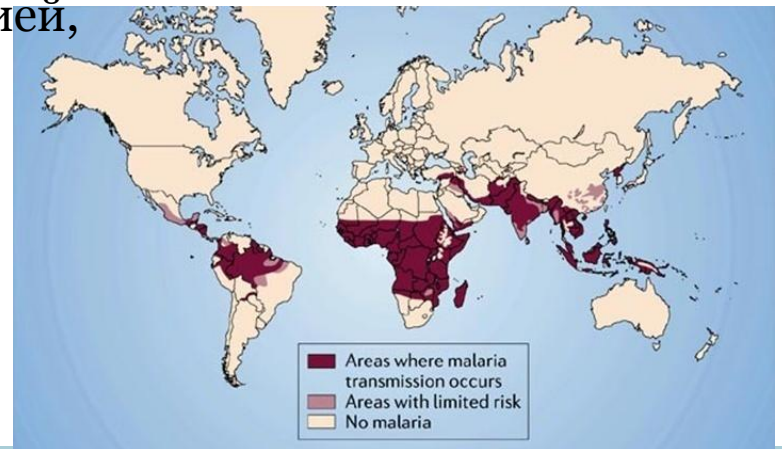 ией,
Areas where malaria
transmission occurs
Areas with limited risk
No malaria